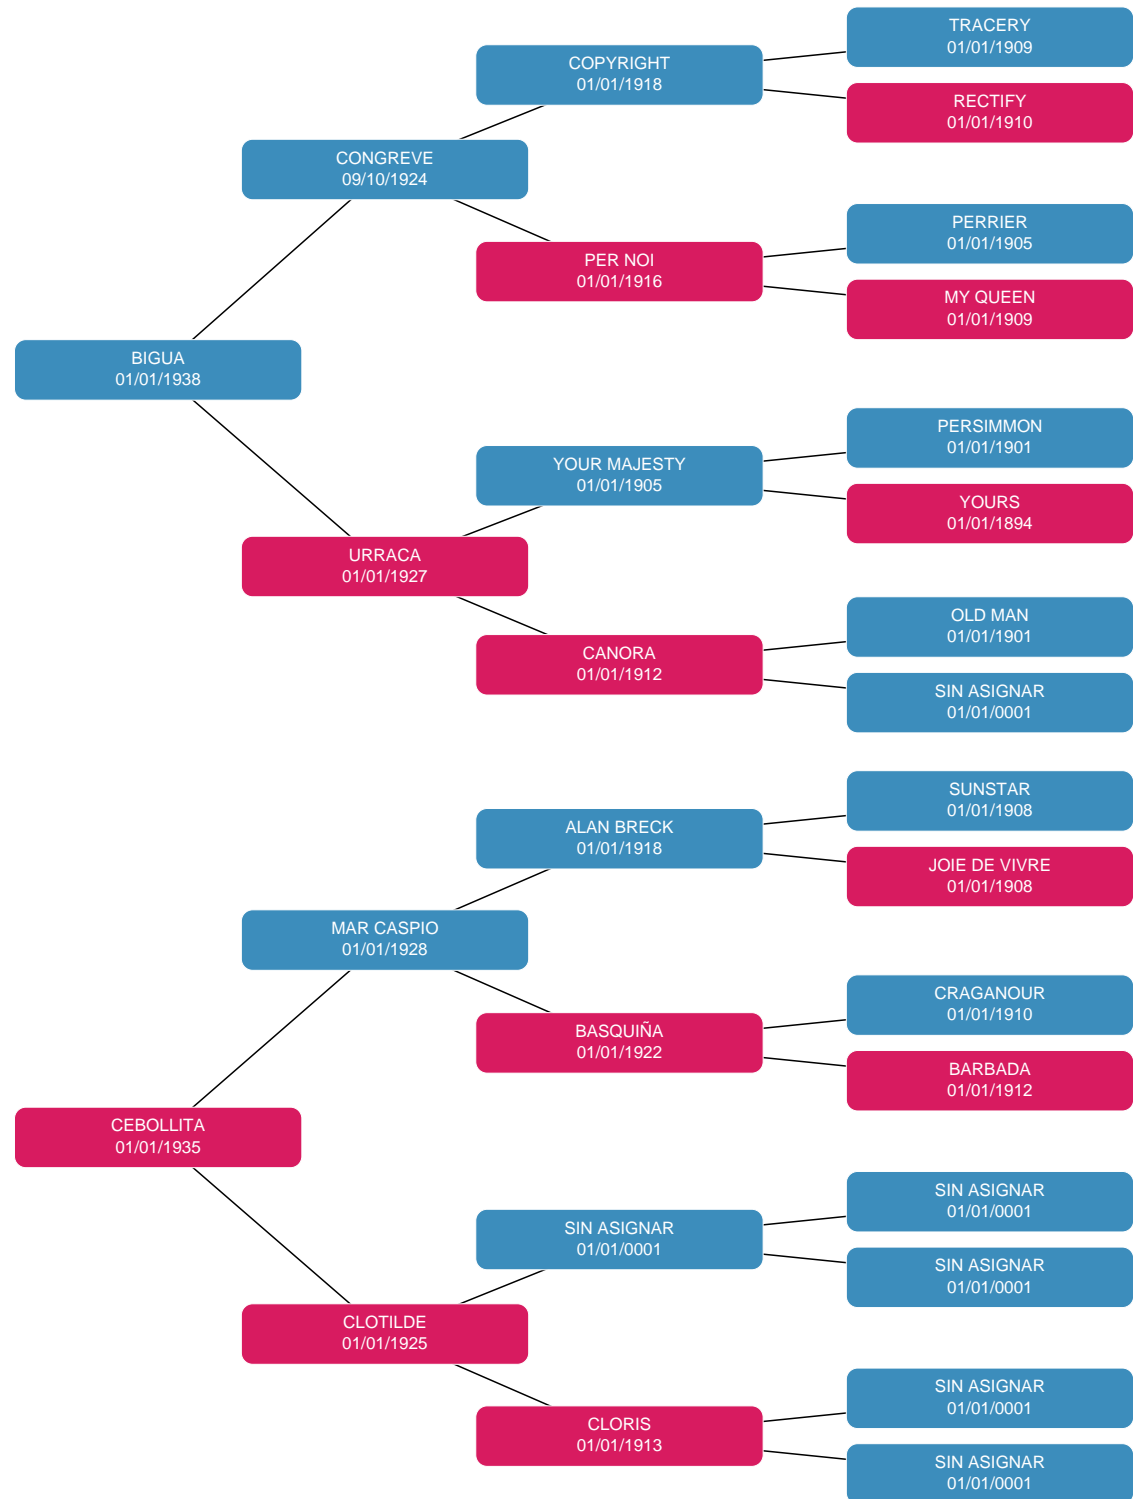 TRACERY
01/01/1909
COPYRIGHT
01/01/1918
RECTIFY
01/01/1910
CONGREVE
09/10/1924
PERRIER
01/01/1905
PER NOI
01/01/1916
MY QUEEN
01/01/1909
BIGUA
01/01/1938
PERSIMMON
01/01/1901
YOUR MAJESTY
01/01/1905
YOURS
01/01/1894
URRACA
01/01/1927
OLD MAN
01/01/1901
CANORA
01/01/1912
SIN ASIGNAR
01/01/0001
SUNSTAR
01/01/1908
ALAN BRECK
01/01/1918
JOIE DE VIVRE
01/01/1908
MAR CASPIO
01/01/1928
CRAGANOUR
01/01/1910
BASQUIÑA
01/01/1922
BARBADA
01/01/1912
CEBOLLITA
01/01/1935
SIN ASIGNAR
01/01/0001
SIN ASIGNAR
01/01/0001
SIN ASIGNAR
01/01/0001
CLOTILDE
01/01/1925
SIN ASIGNAR
01/01/0001
CLORIS
01/01/1913
SIN ASIGNAR
01/01/0001